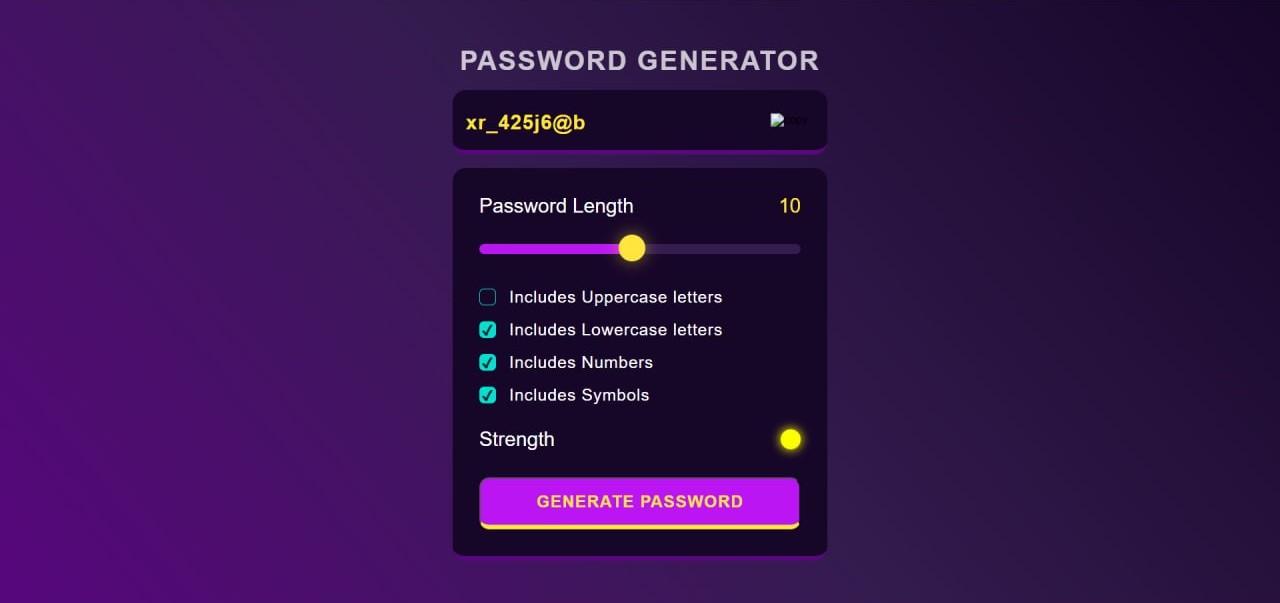 PASSWORD GENERATOR
xr_425j6@b copy
Password Length 10
Includes Uppercase letters
Includes Lowercase letters
Includes Numbers
Includes Symbols
Strength
GENERATE PASSWORD